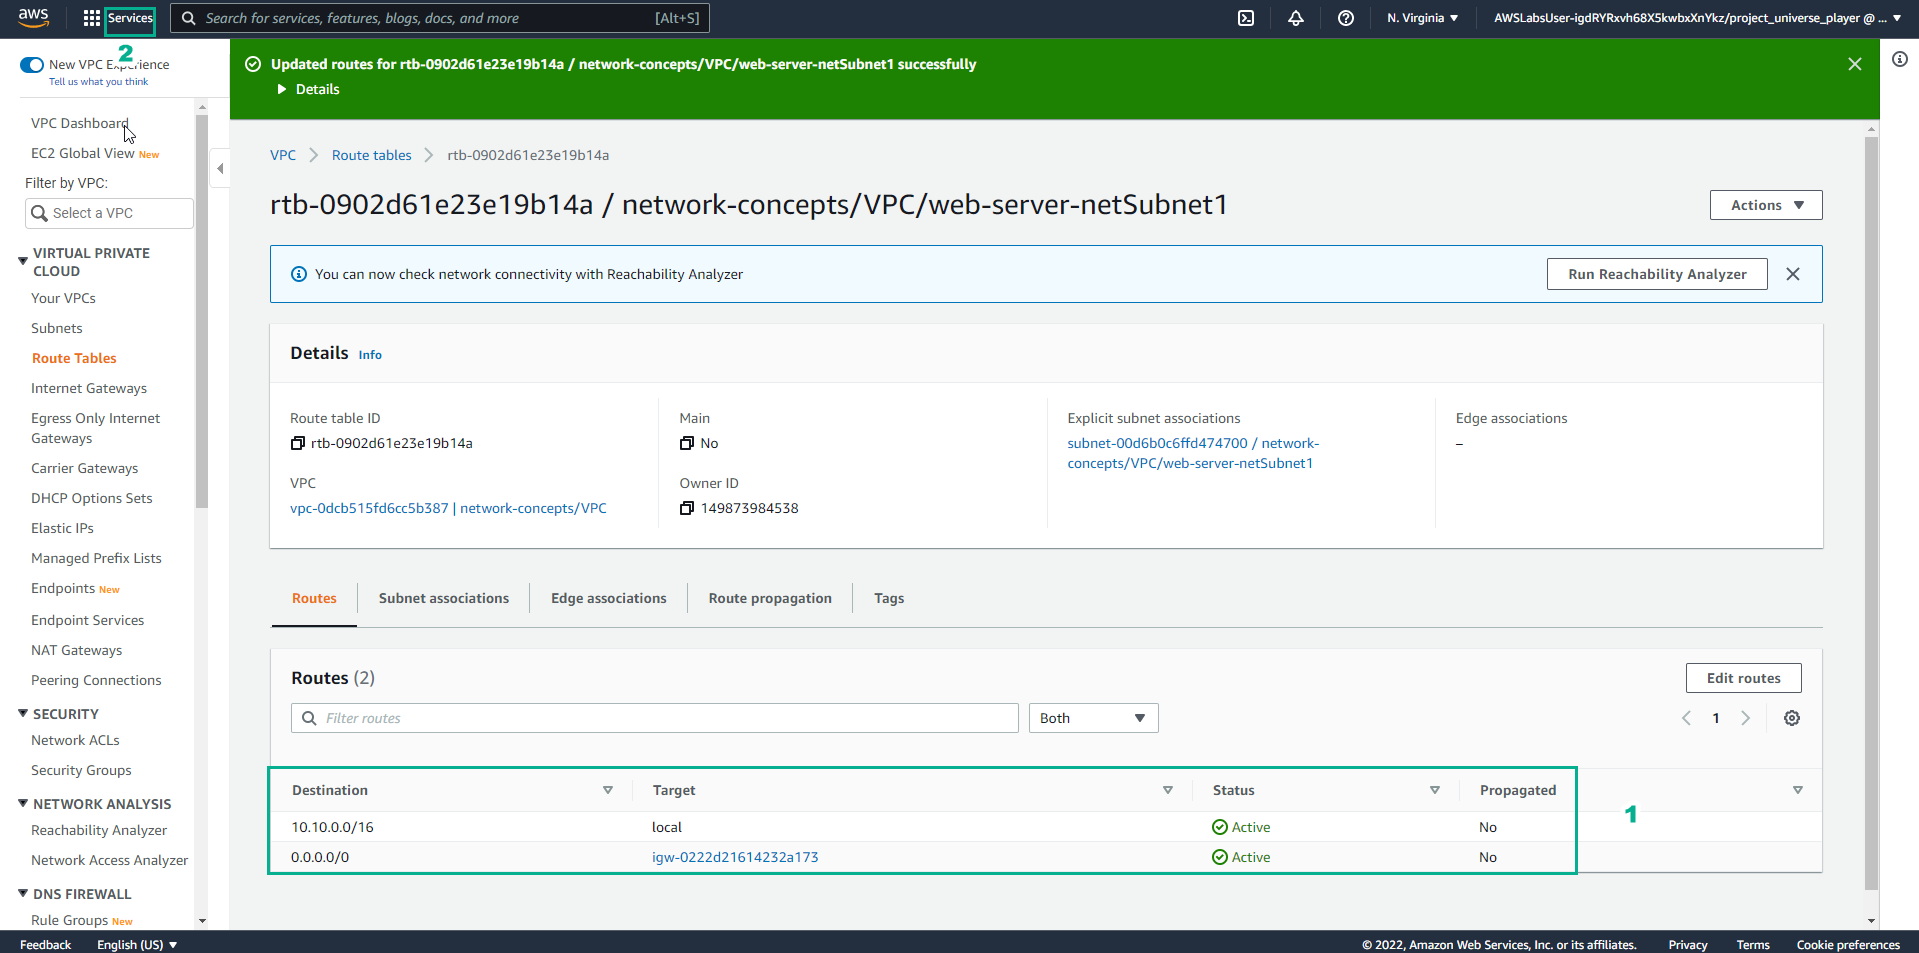 aws
Services
Search for services, features, blogs, docs, and more
[Alt+S]
N. Virginia
AWSLabsUser-igdRYRxvh68X5kwbxXnYkz/project_universe_player @ ...
2
New VPC Experience
Tell us what you think
Updated routes for rtb-0902d61e23e19b14a / network-concepts/VPC/web-server-netSubnet1 successfully
Details
VPC Dashboard
EC2 Global View New
Filter by VPC:
Select a VPC
VIRTUAL PRIVATE
CLOUD
Your VPCs
Subnets
Route Tables
Internet Gateways
Egress Only Internet
Gateways
Carrier Gateways
DHCP Options Sets
Elastic IPs
Managed Prefix Lists
Endpoints New
Endpoint Services
NAT Gateways
Peering Connections
SECURITY
Network ACLs
Security Groups
NETWORK ANALYSIS
Reachability Analyzer
Network Access Analyzer
DNS FIREWALL
Rule Groups New
VPC
Route tables
rtb-0902d61e23e19b14a
rtb-0902d61e23e19b14a / network-concepts/VPC/web-server-netSubnet1
Actions
You can now check network connectivity with Reachability Analyzer
Run Reachability Analyzer
Details Info
Route table ID
rtb-0902d61e23e19b14a
Main
No
Explicit subnet associations
subnet-00d6b0c6ffd474700 / network-
concepts/VPC/web-server-netSubnet1
Edge associations
–
VPC
vpc-0dcb515fd6cc5b387 | network-concepts/VPC
Owner ID
149873984538
Routes
Subnet associations
Edge associations
Route propagation
Tags
Routes (2)
Edit routes
Filter routes
Both
1
Destination Target Status Propagated
10.10.0.0/16 local Active No
0.0.0.0/0 igw-0222d21614232a173 Active No
1
Feedback
English (US)
© 2022, Amazon Web Services, Inc. or its affiliates.
Privacy
Terms
Cookie preferences